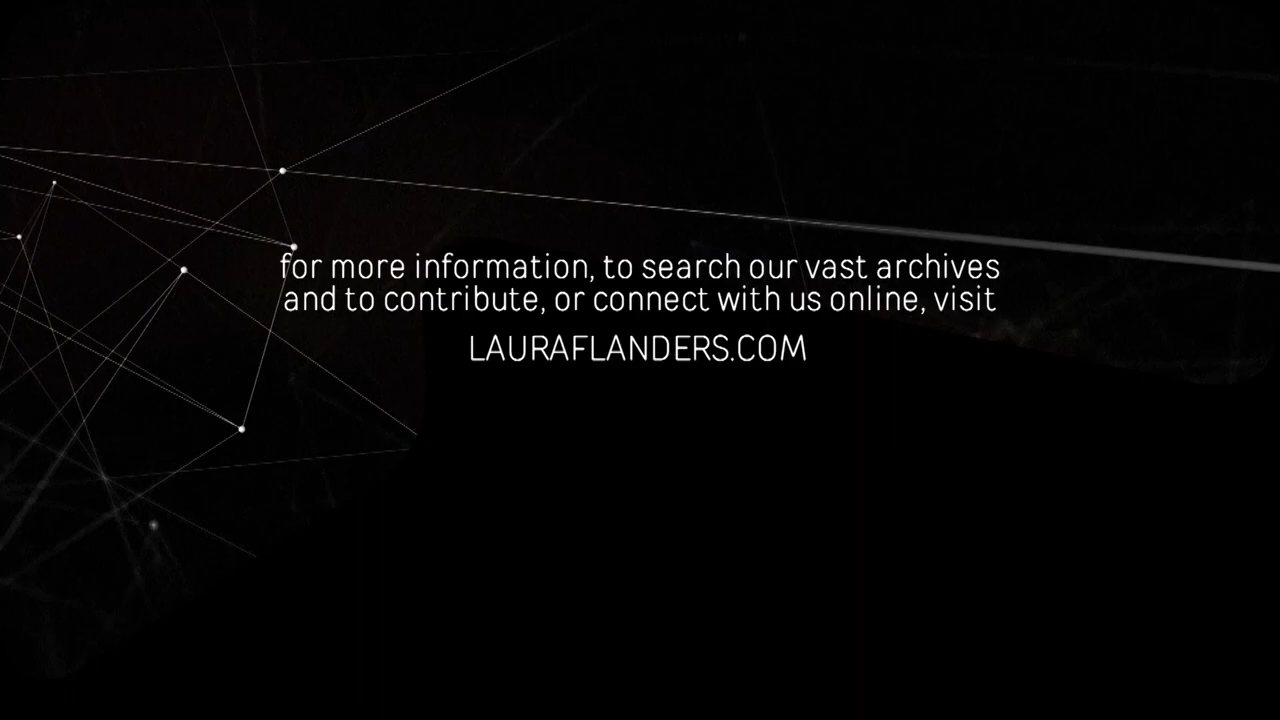 for more information, to search our vast archives
and to contribute, or connect with us online, visit
LAURAFLANDERS.COM